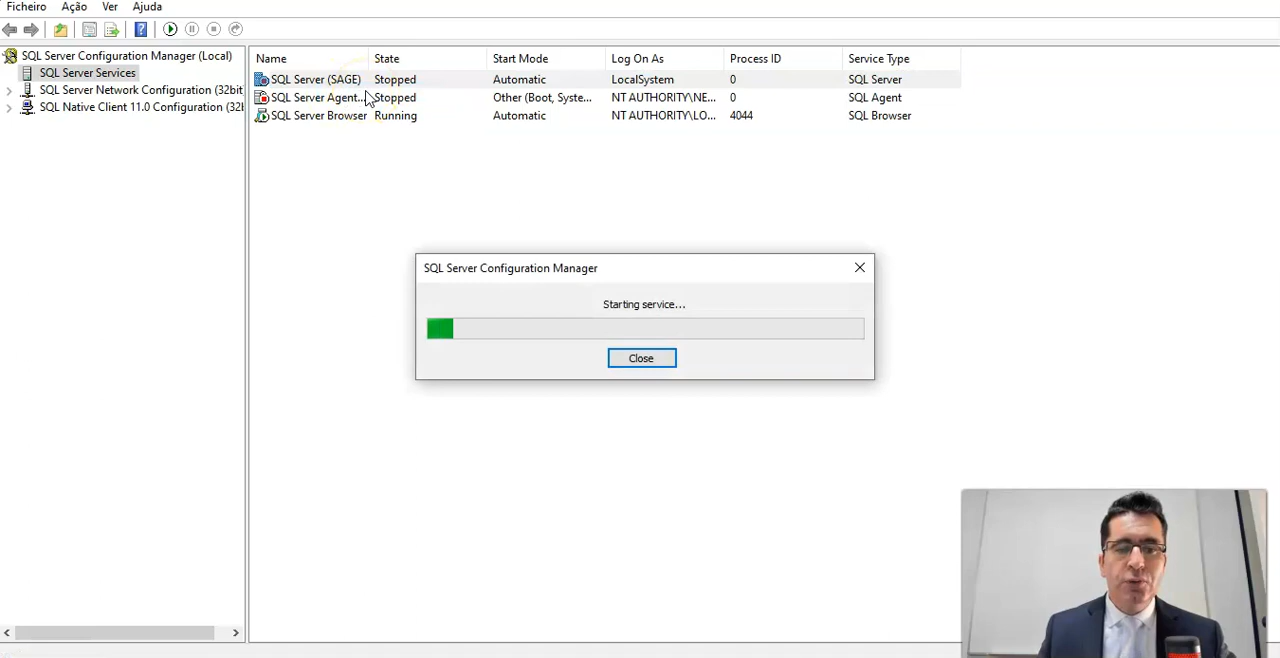 Ficheiro Ação Ver Ajuda
SQL Server Configuration Manager (Local)
SQL Server Services
SQL Server Network Configuration (32bit
SQL Native Client 11.0 Configuration (32b
Name State Start Mode Log On As Process ID Service Type
SQL Server (SAGE) Stopped Automatic LocalSystem 0 SQL Server
SQL Server Agent... Stopped Other (Boot, Syste... NT AUTHORITY\NE... 0 SQL Agent
SQL Server Browser Running Automatic NT AUTHORITY\LO... 4044 SQL Browser
SQL Server Configuration Manager
Starting service...
Close